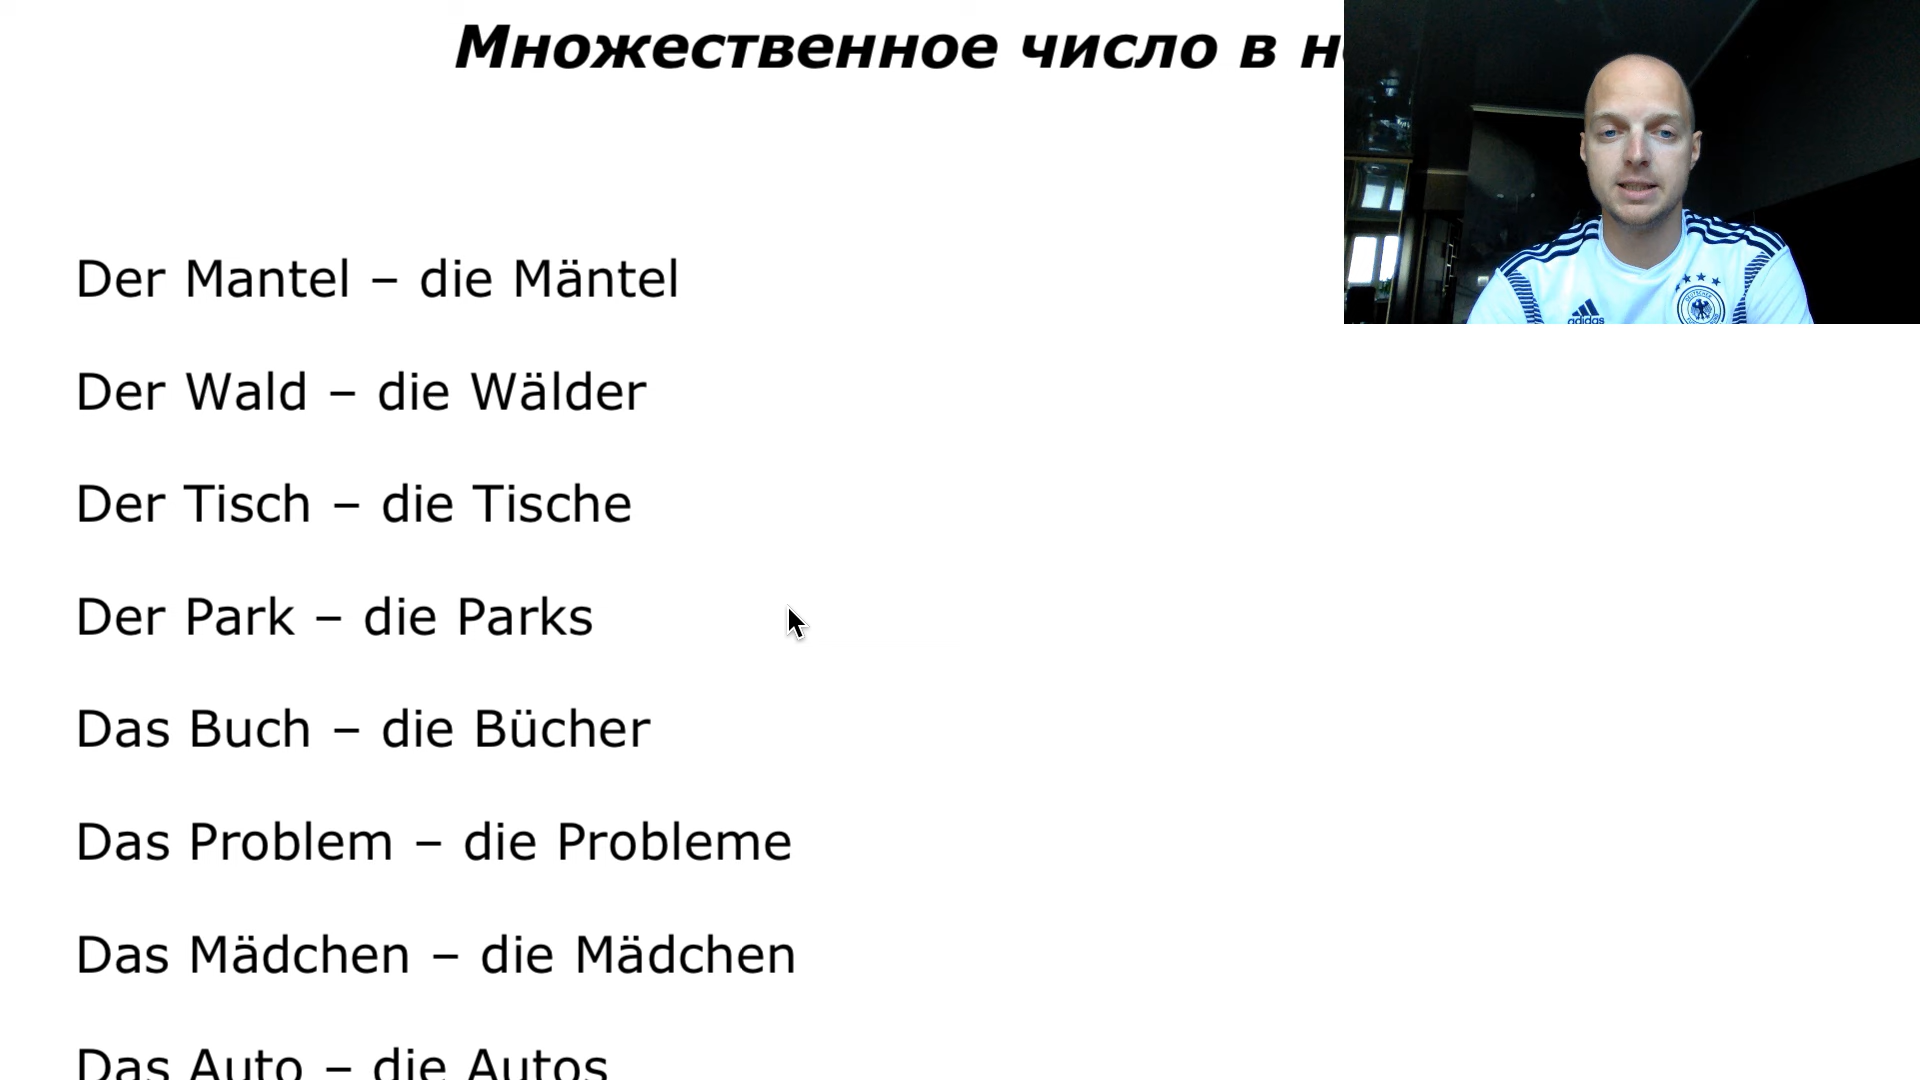 Множественное число в н
Der Mantel – die Mäntel
Der Wald – die Wälder
Der Tisch – die Tische
Der Park – die Parks
Das Buch – die Bücher
Das Problem – die Probleme
Das Mädchen – die Mädchen
Das Auto – die Autos
adidas